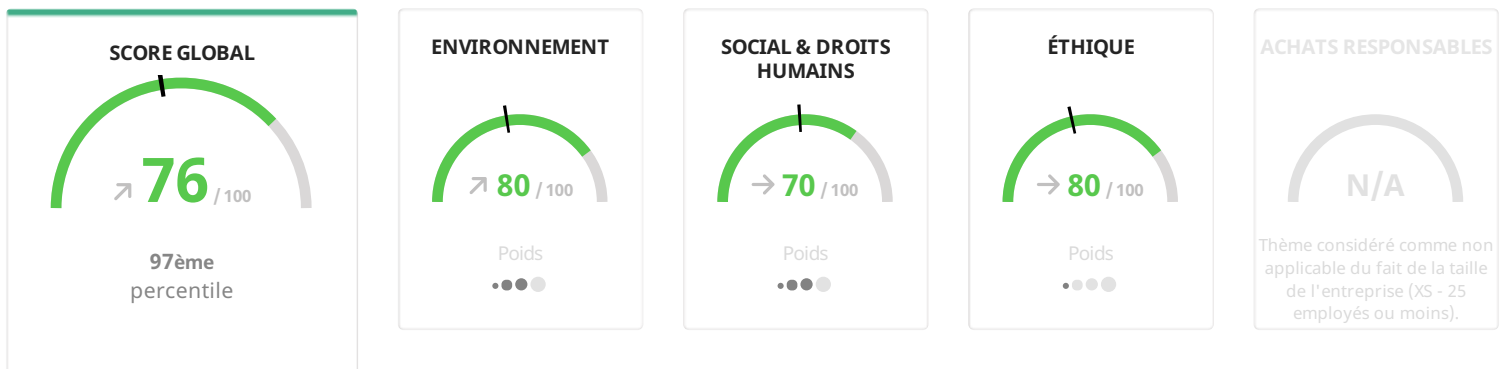 SCORE GLOBAL
76 / 100
97ème
percentile
ENVIRONNEMENT
80 / 100
Poids
SOCIAL & DROITS
HUMAINS
70 / 100
Poids
ÉTHIQUE
80 / 100
Poids
ACHATS RESPONSABLES
N/A
Thème considéré comme non
applicable du fait de la taille
de l'entreprise (XS - 25
employés ou moins).